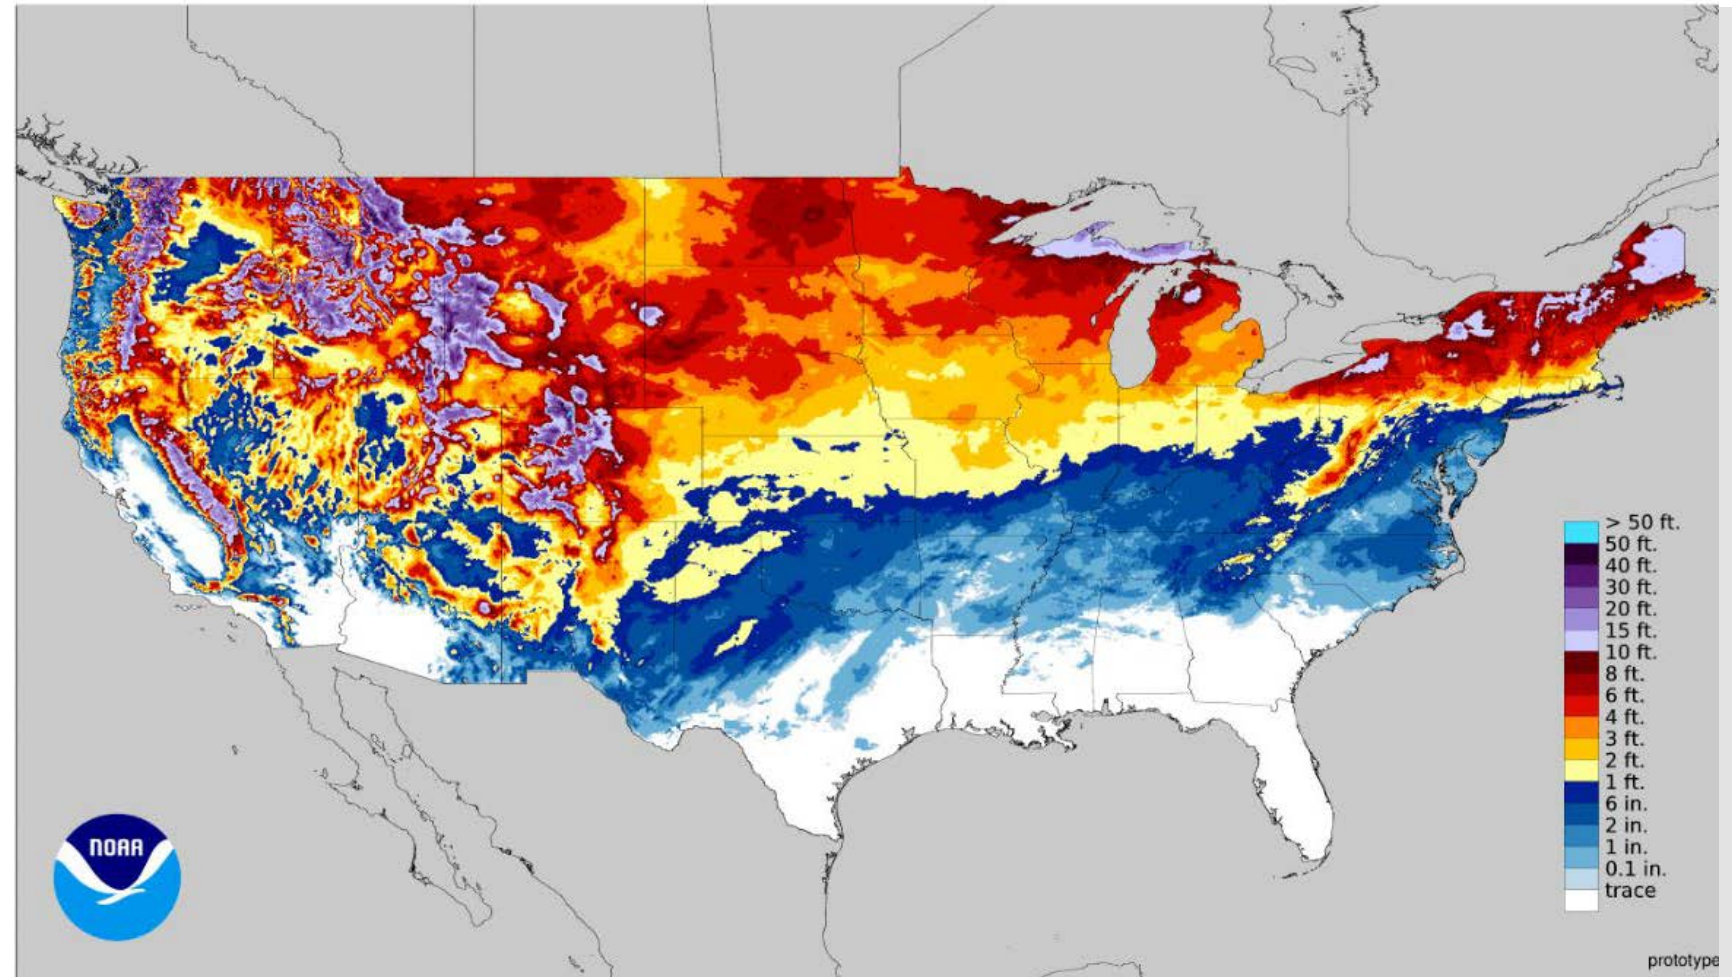 > 50 ft.
50 ft.
40 ft.
30 ft.
20 ft.
15 ft.
10 ft.
8 ft.
6 ft.
4 ft.
3 ft.
2 ft.
1 ft.
6 in.
2 in.
1 in.
0.1 in.
trace
NOAA
prototype